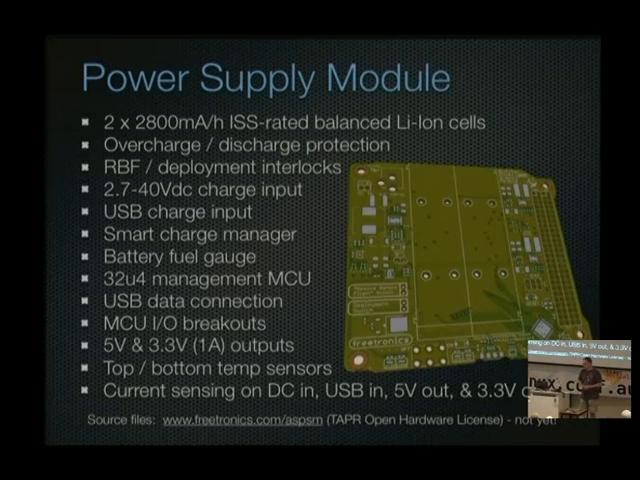 Power Supply Module
2 x 2800mA/h ISS-rated balanced Li-Ion cells
Overcharge / discharge protection
RBF / deployment interlocks
2.7-40Vdc charge input
USB charge input
Smart charge manager
Battery fuel gauge
32u4 management MCU
USB data connection
MCU I/O breakouts
5V & 3.3V (1A) outputs
Top / bottom temp sensors
Current sensing on DC in, USB in, 5V out, & 3.3V
Source files: www.freetronics.com/aspsm (TAPR Open Hardware License) - not yet!
freetronics